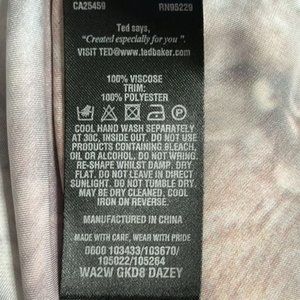 CA25459 RN95229
Ted says,
"Created especially for you".
VISIT TED@www.tedbaker.com
100% VISCOSE
TRIM:
100% POLYESTER
COOL HAND WASH SEPARATELY
AT 30C. INSIDE OUT. DO NOT USE
PRODUCTS CONTAINING BLEACH,
OIL OR ALCOHOL. DO NOT WRING.
RE-SHAPE WHILST DAMP. DRY
FLAT. DO NOT LEAVE IN DIRECT
SUNLIGHT. DO NOT TUMBLE DRY.
MAY BE DRY CLEANED. COOL
IRON ON REVERSE.
MANUFACTURED IN CHINA
MADE WITH CARE, WEAR WITH PRIDE
0600 103433/103670/
105022/105264
WA2W GKD8 DAZEY